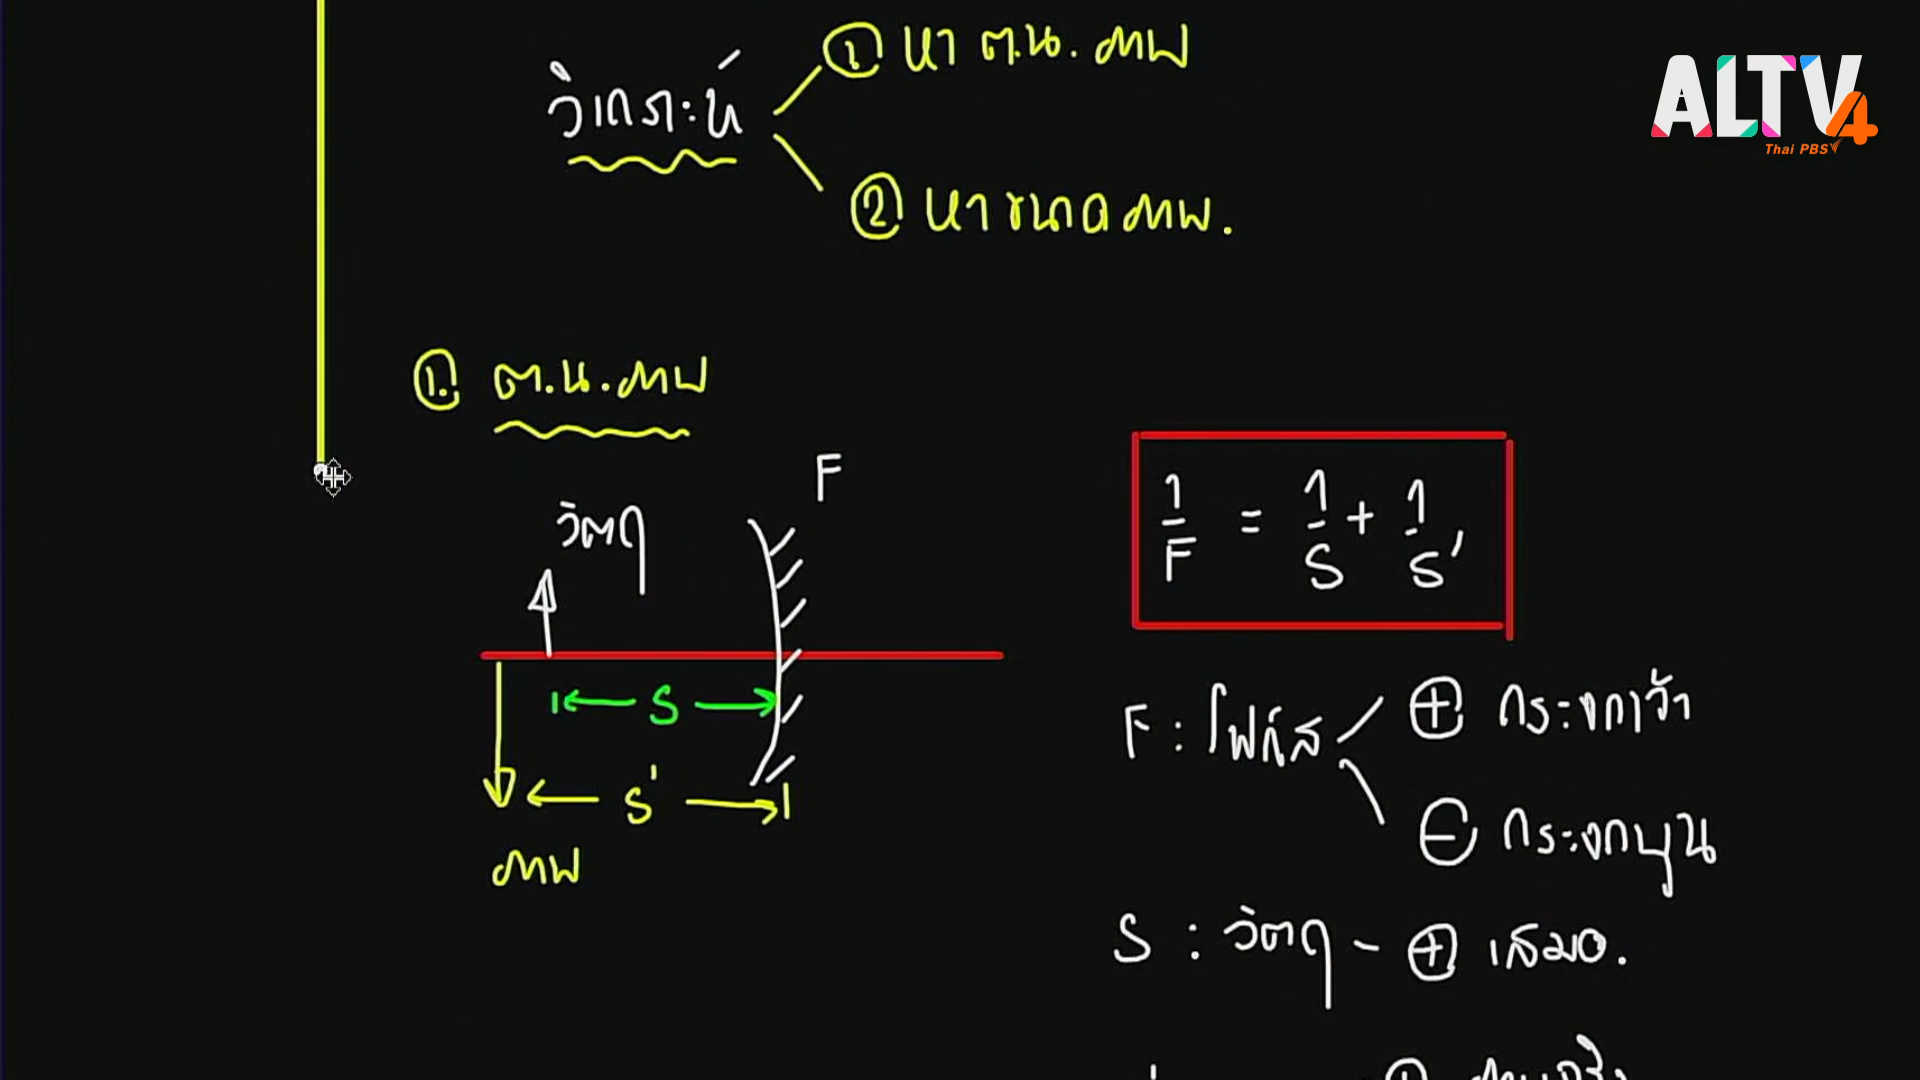 ① หา ต.น. ภาพ
วิเคราะห์
② หาขนาดภาพ.
ALTV4
Thai PBS
①. ต.น.ภาพ
F
วัตถุ
1/F = 1/S + 1/S'
S
S'
ภาพ
F : โฟกัส ⊕ กระจกเว้า
⊖ กระจกนูน
S : วัตถุ - ⊕ เสมอ.